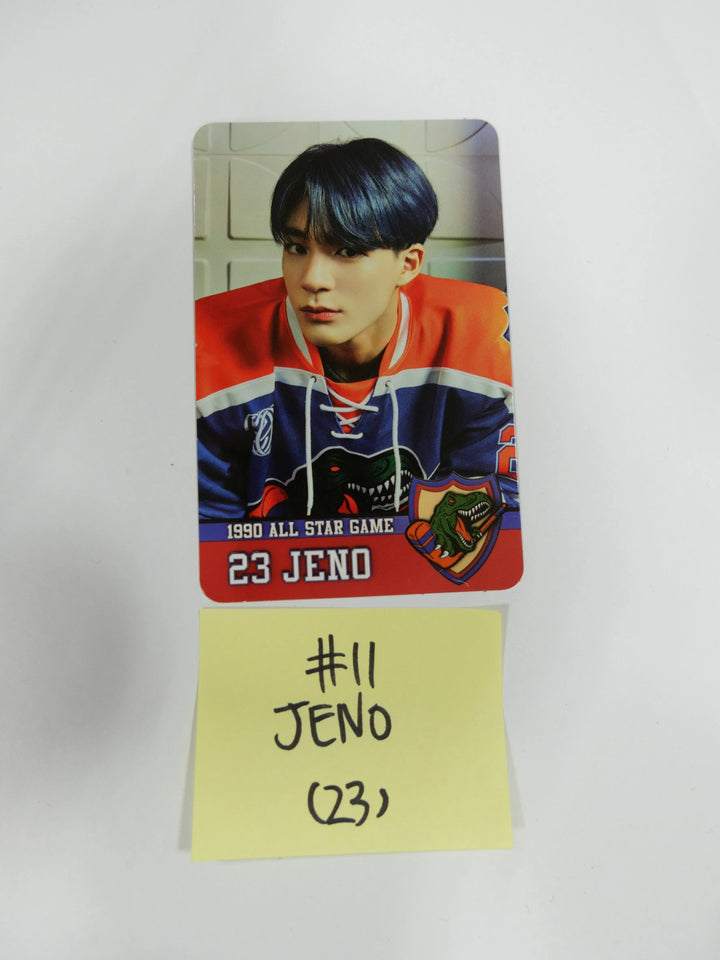 1990 ALL STAR GAME
23 JENO
#11
JENO
(23)